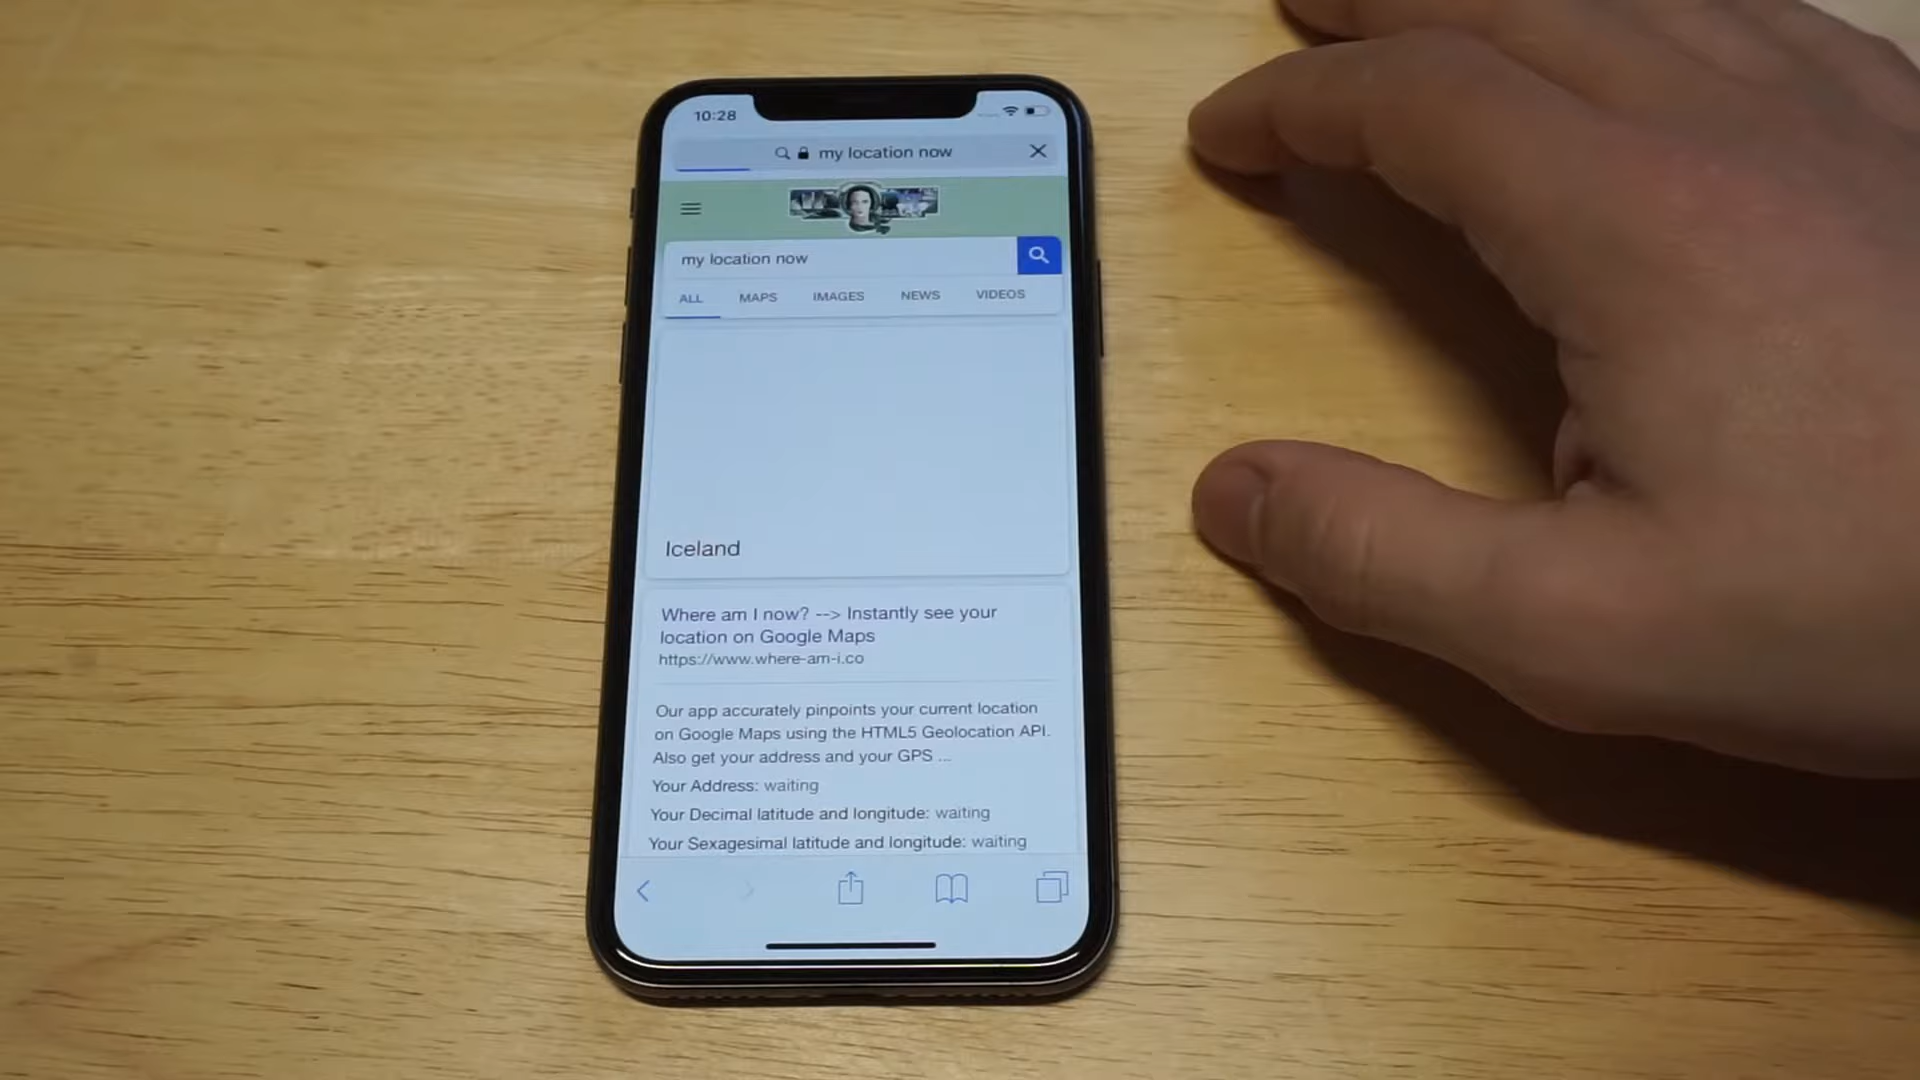 10:28
my location now
my location now
ALL MAPS IMAGES NEWS VIDEOS
Iceland
Where am I now? --> Instantly see your
location on Google Maps
https://www.where-am-i.co
Our app accurately pinpoints your current location
on Google Maps using the HTML5 Geolocation API.
Also get your address and your GPS ...
Your Address: waiting
Your Decimal latitude and longitude: waiting
Your Sexagesimal latitude and longitude: waiting